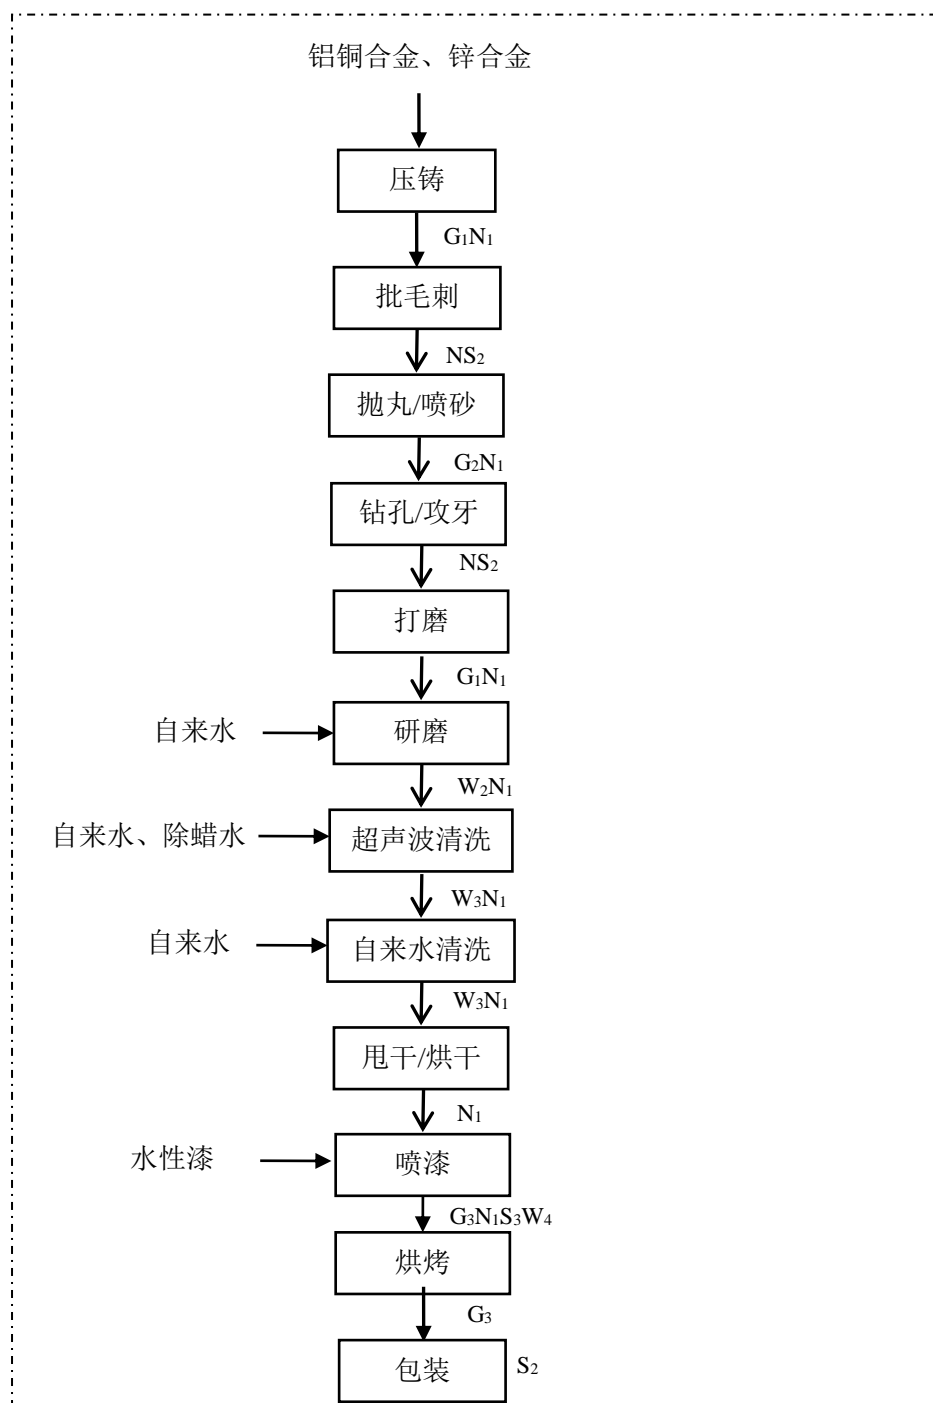 铝铜合金、锌合金
压铸
G₁N₁
批毛刺
NS₂
抛丸/喷砂
G₂N₁
钻孔/攻牙
NS₂
打磨
G₁N₁
自来水
研磨
W₂N₁
自来水、除蜡水
超声波清洗
W₃N₁
自来水
自来水清洗
W₃N₁
甩干/烘干
N₁
水性漆
喷漆
G₃N₁S₃W₄
烘烤
G₃
包装
S₂